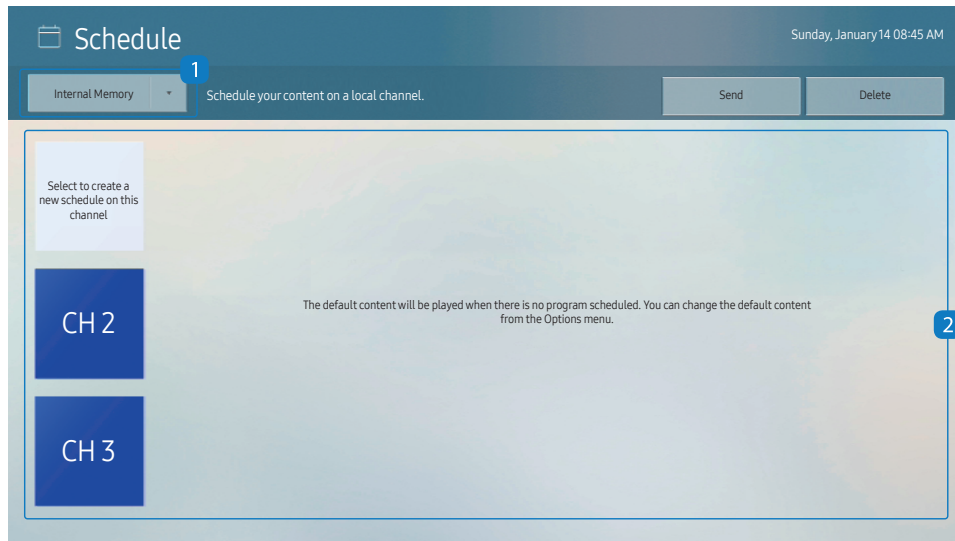 Schedule
Sunday, January 14 08:45 AM
1
Internal Memory
Schedule your content on a local channel.
Send
Delete
Select to create a
new schedule on this
channel
CH 2
The default content will be played when there is no program scheduled. You can change the default content
from the Options menu.
2
CH 3